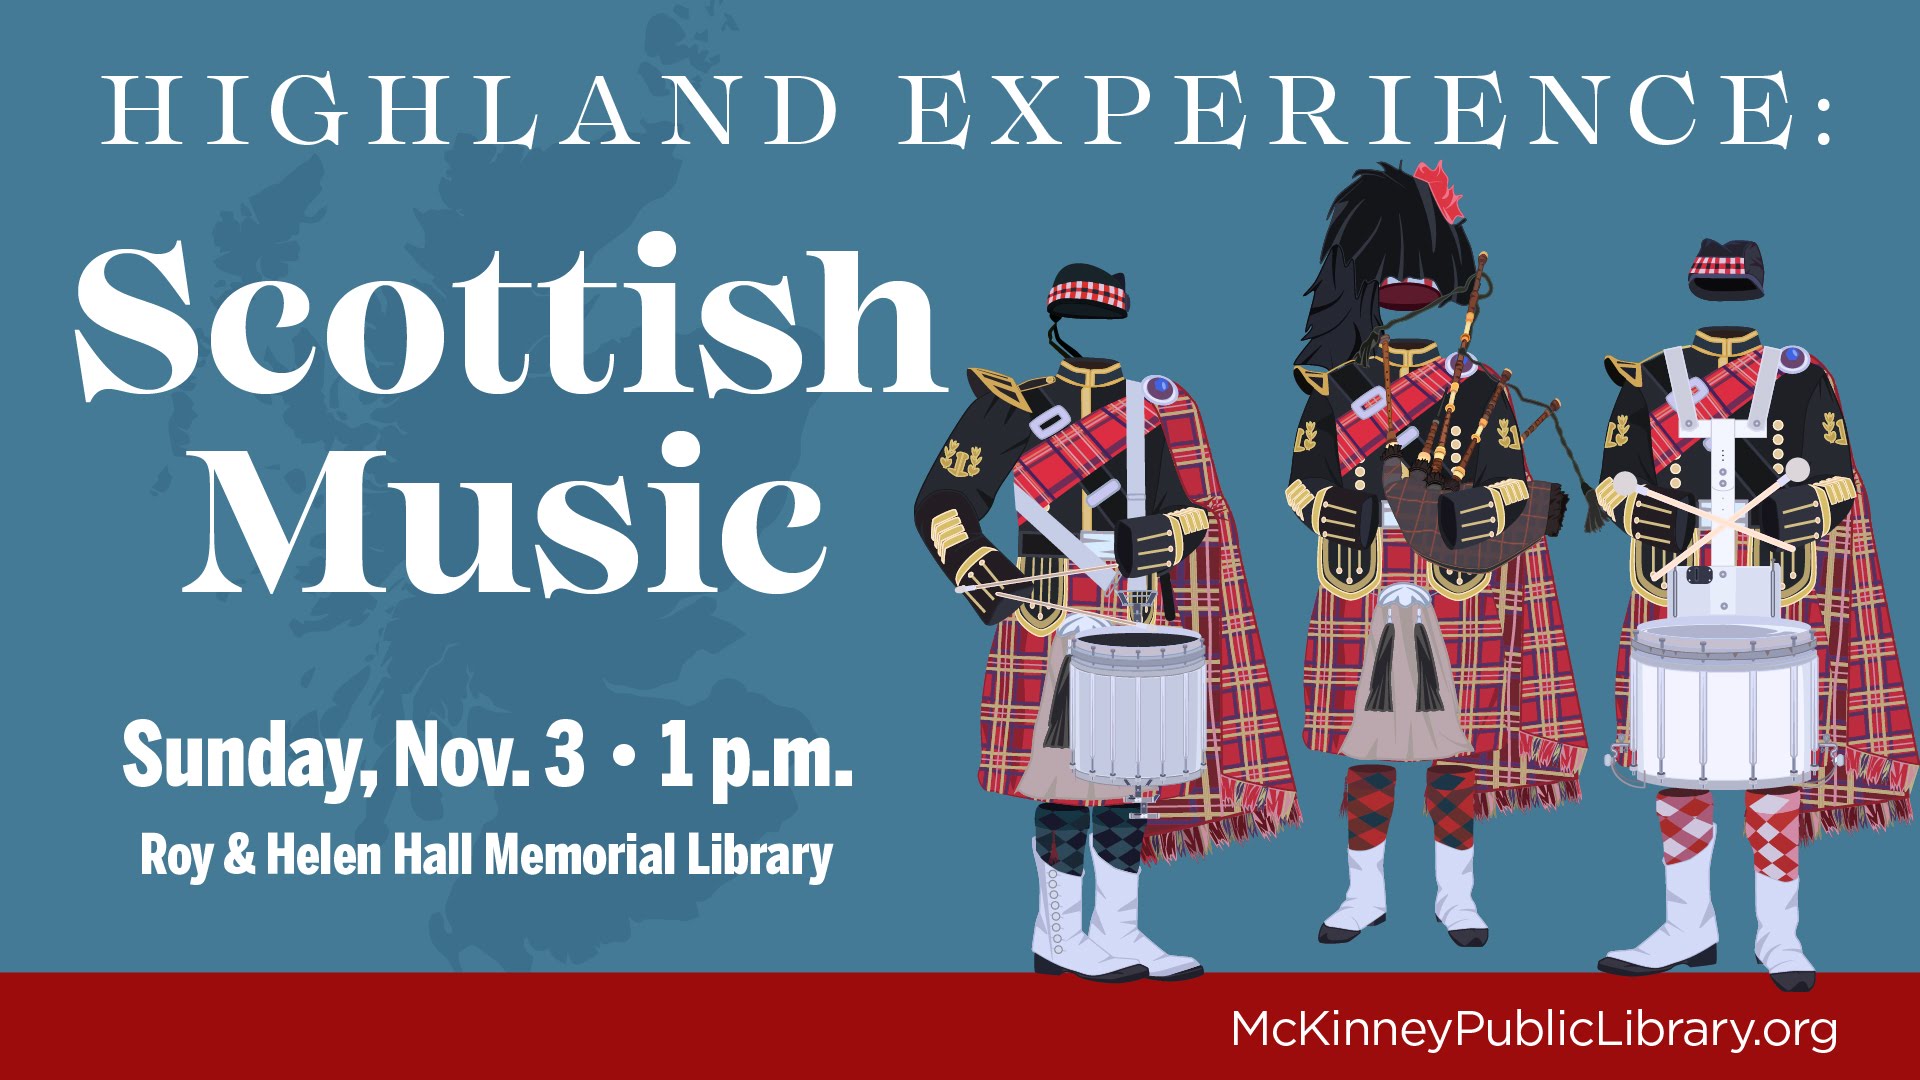 HIGHLAND EXPERIENCE:
Scottish
Music
Sunday, Nov. 3 • 1 p.m.
Roy & Helen Hall Memorial Library
McKinneyPublicLibrary.org